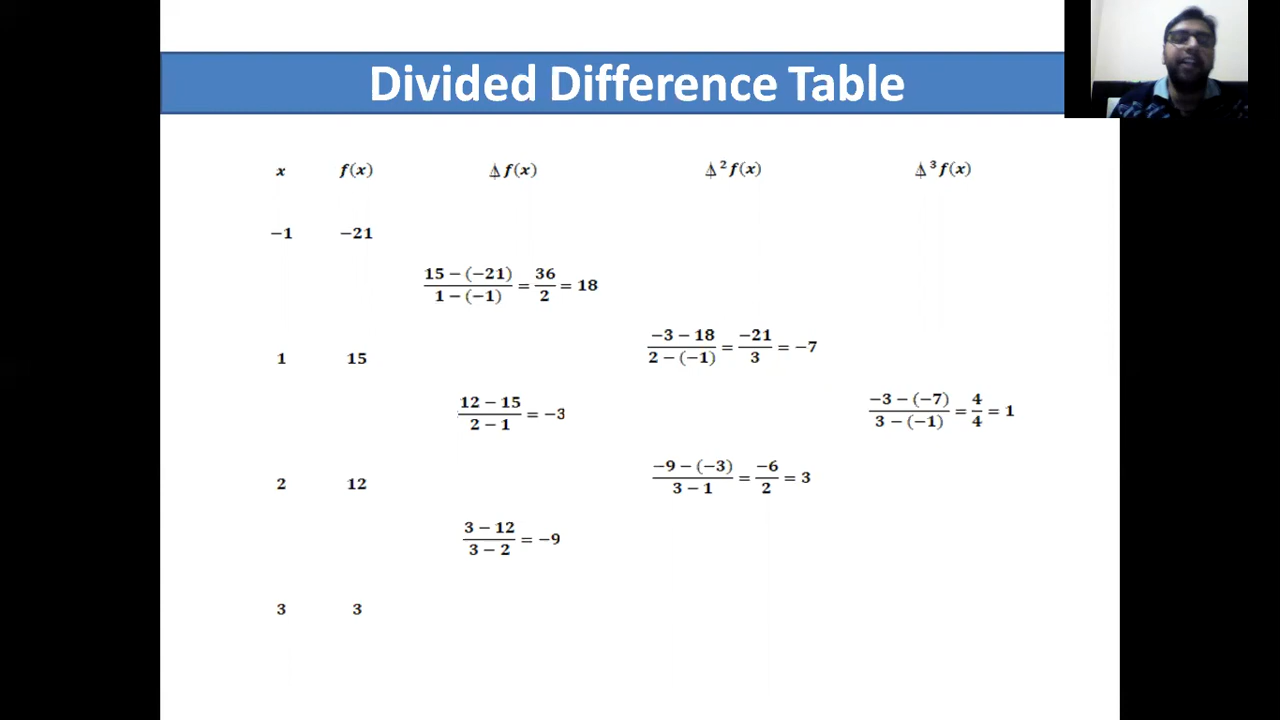 Divided Difference Table
x f(x) ⍋f(x) ⍋²f(x) ⍋³f(x)
−1 −21
15 − (−21) / 1 − (−1) = 36 / 2 = 18
−3 − 18 / 2 − (−1) = −21 / 3 = −7
1 15
12 − 15 / 2 − 1 = −3
−3 − (−7) / 3 − (−1) = 4 / 4 = 1
−9 − (−3) / 3 − 1 = −6 / 2 = 3
2 12
3 − 12 / 3 − 2 = −9
3 3